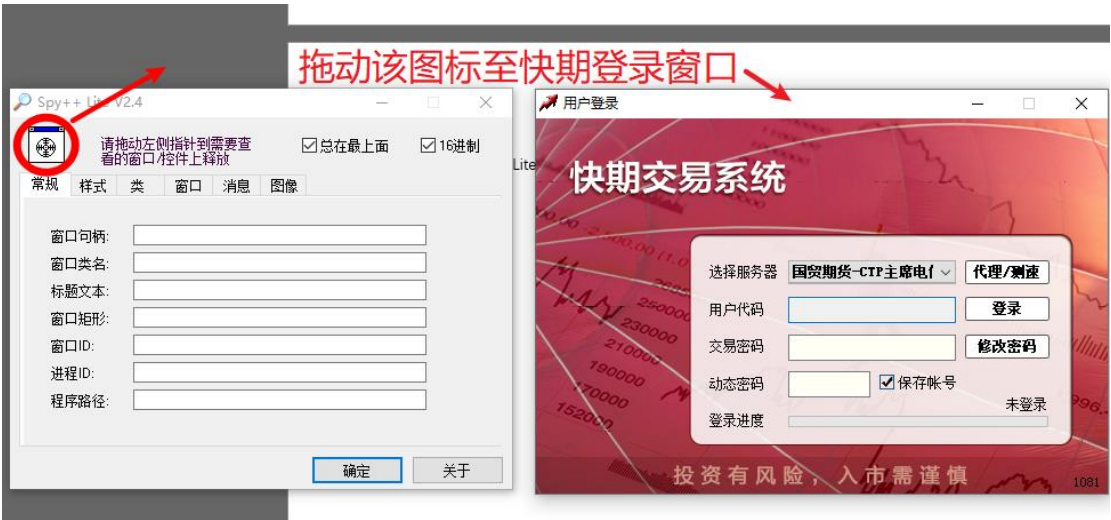 拖动该图标至快期登录窗口
Spy++ Lite V2.4
请拖动左侧指针到需要查
看的窗口/控件上释放
总在最上面
16进制
常规 样式 类 窗口 消息 图像
窗口句柄:
窗口类名:
标题文本:
窗口矩形:
窗口ID:
进程ID:
程序路径:
确定 关于
Lite
用户登录
快期交易系统
选择服务器 国贸期货-CTP主席电 代理/测速
用户代码 登录
交易密码 修改密码
动态密码 保存帐号
未登录
登录进度
投资有风险，入市需谨慎
1081